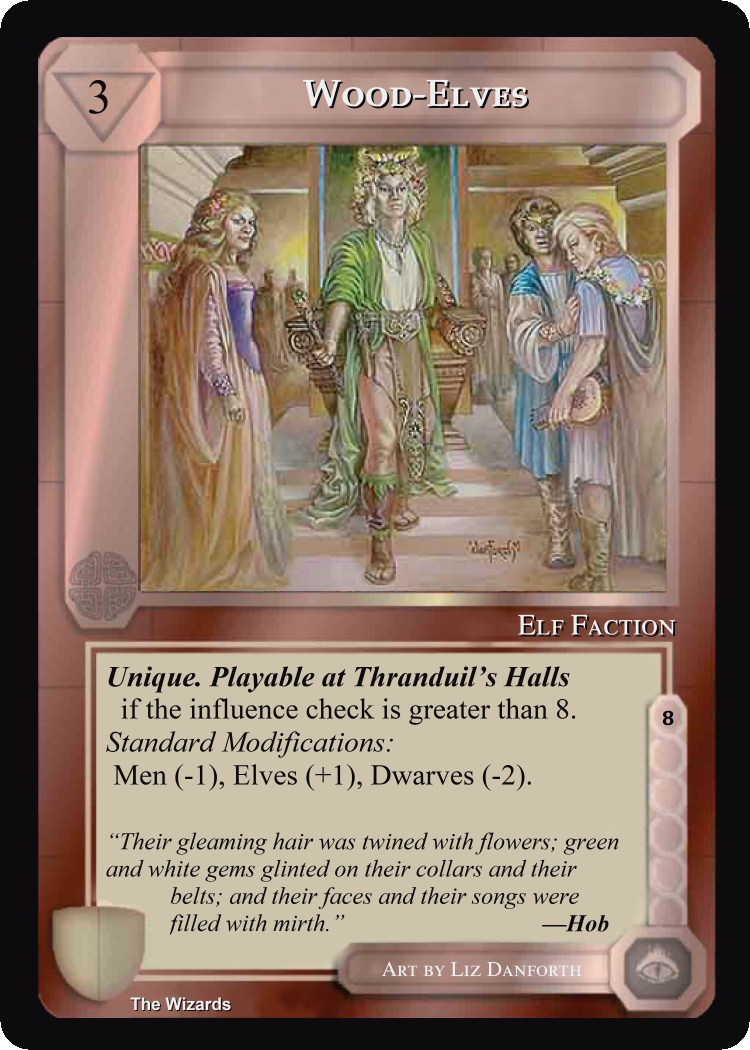 3
Wood-Elves
Danforth
Elf Faction
Unique. Playable at Thranduil’s Halls
if the influence check is greater than 8.
Standard Modifications:
Men (-1), Elves (+1), Dwarves (-2).
8
“Their gleaming hair was twined with flowers; green
and white gems glinted on their collars and their
belts; and their faces and their songs were
filled with mirth.” —Hob
Art by Liz Danforth
The Wizards